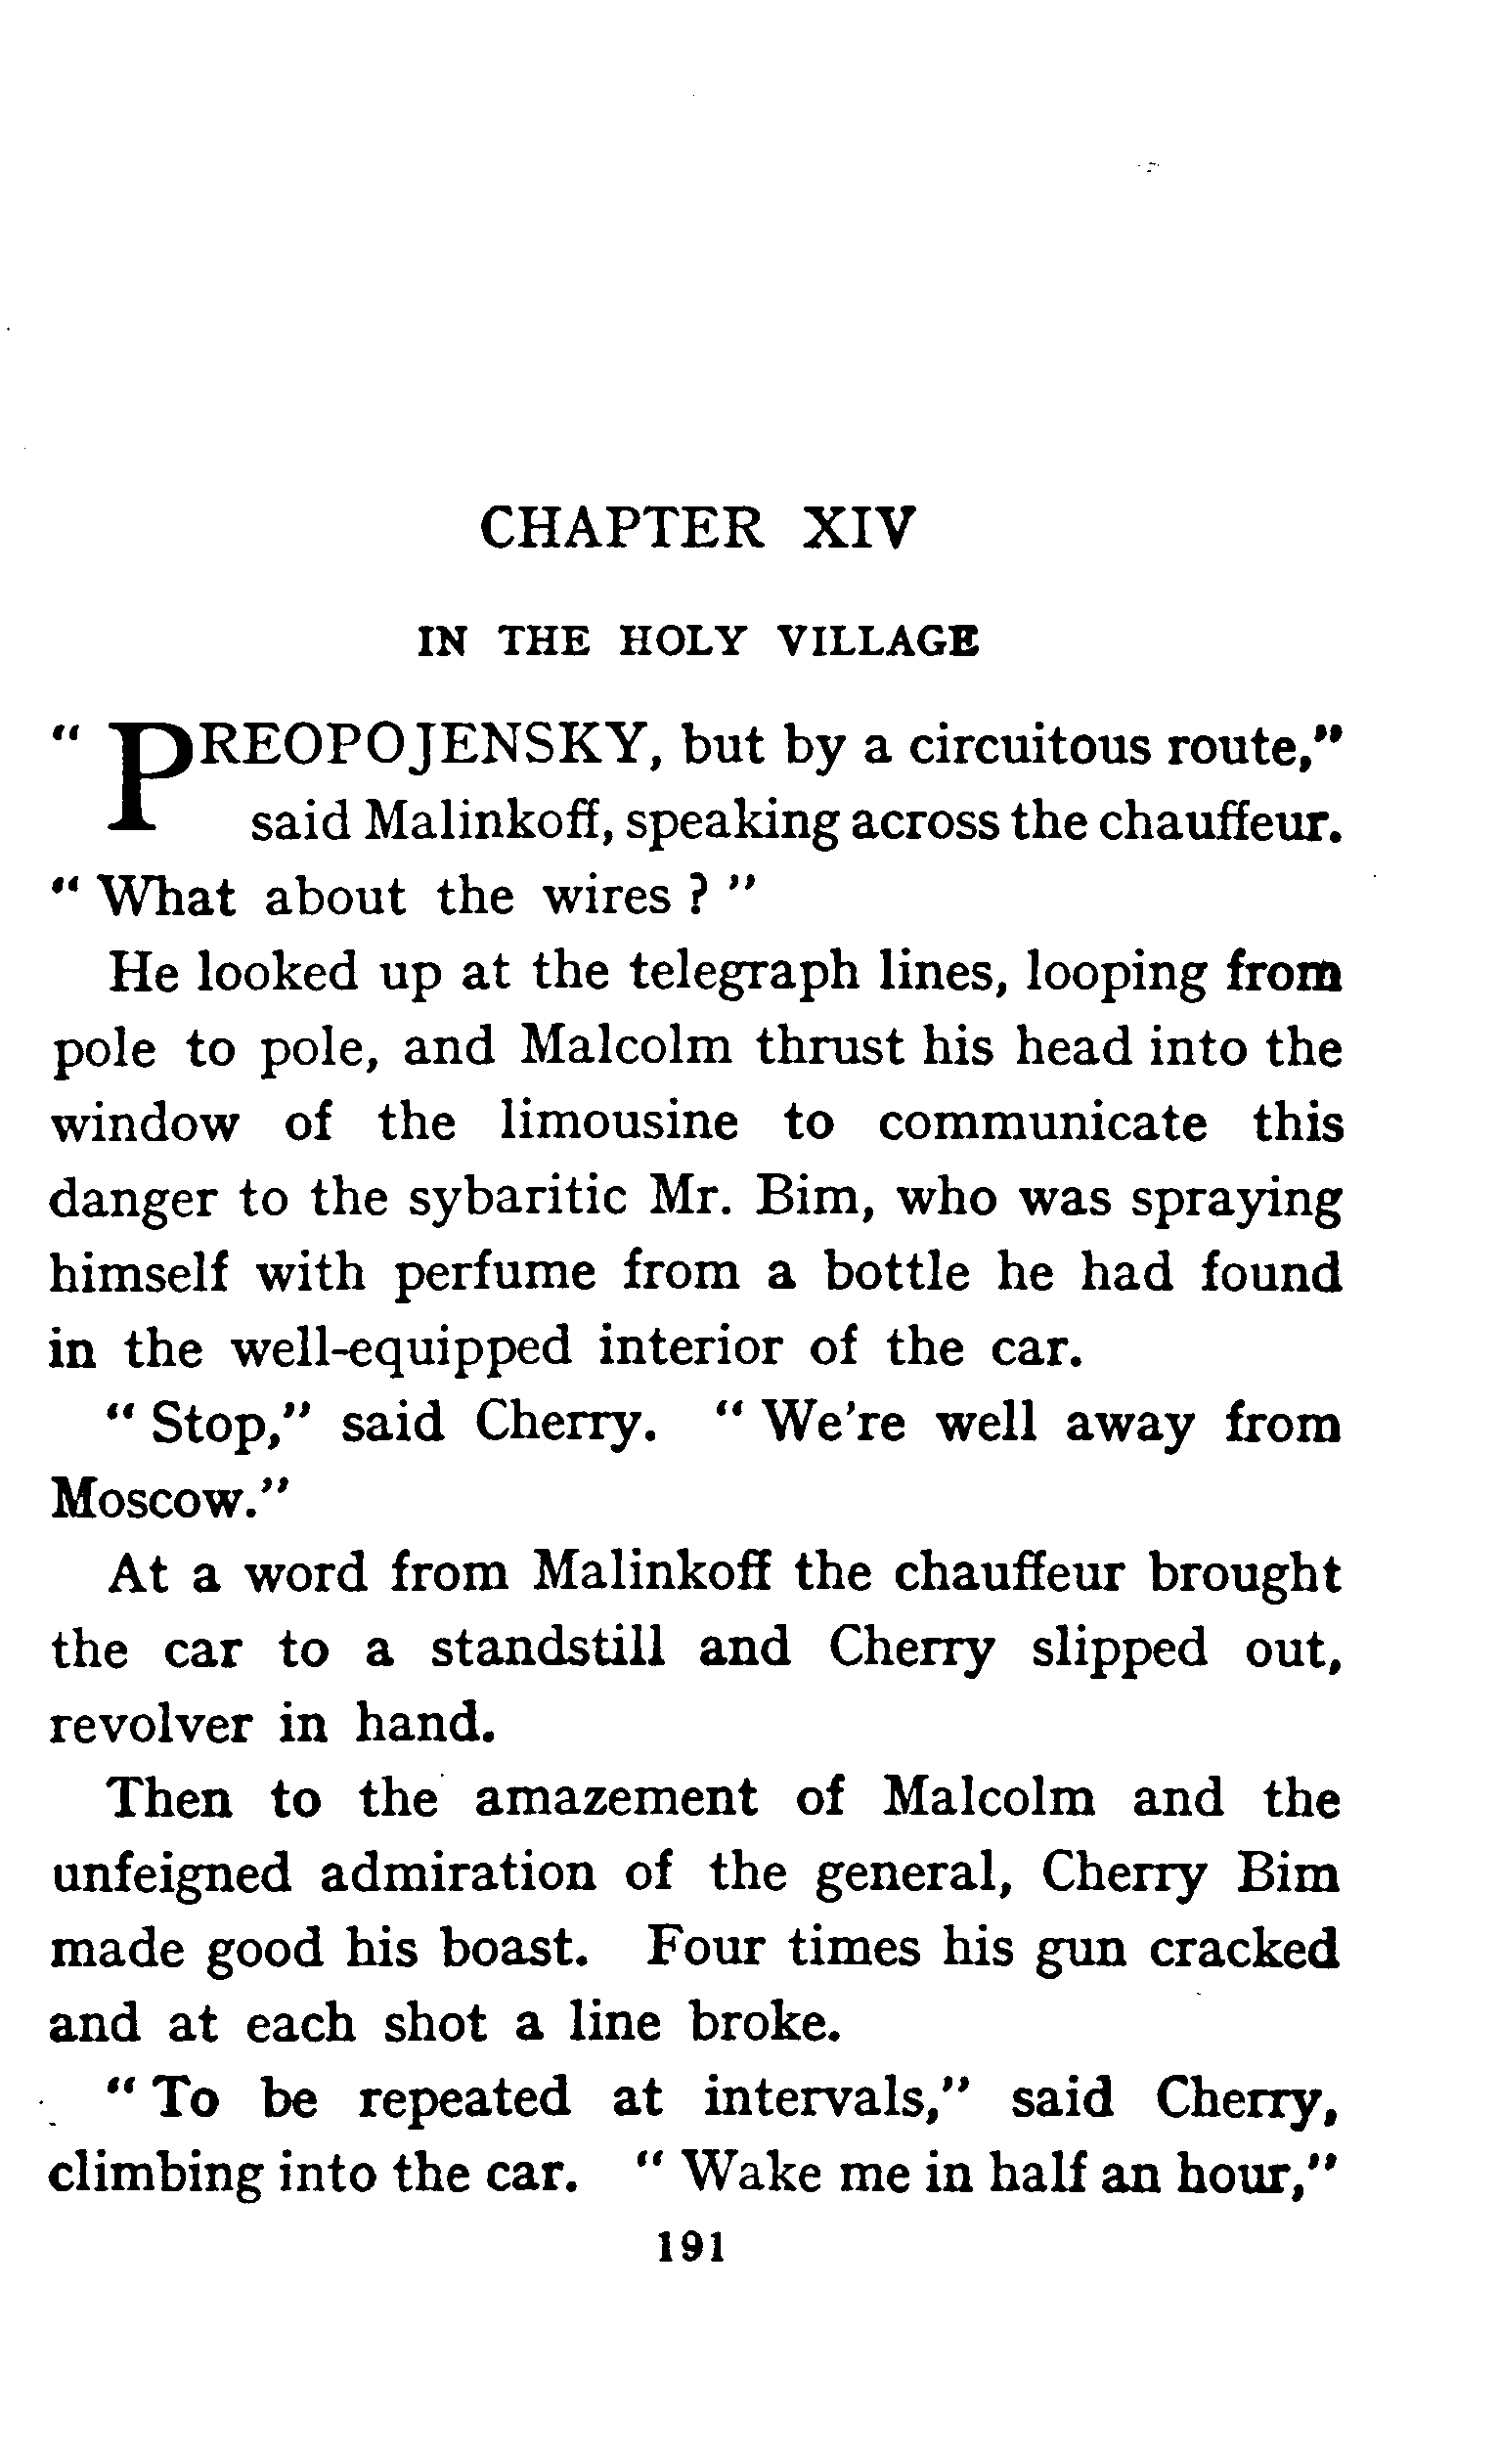 CHAPTER XIV
IN THE HOLY VILLAGE
“ PREOPOJENSKY, but by a circuitous route,”
said Malinkoff, speaking across the chauffeur.
“ What about the wires ? ”
He looked up at the telegraph lines, looping from
pole to pole, and Malcolm thrust his head into the
window of the limousine to communicate this
danger to the sybaritic Mr. Bim, who was spraying
himself with perfume from a bottle he had found
in the well-equipped interior of the car.
“ Stop,” said Cherry. “ We’re well away from
Moscow.”
At a word from Malinkoff the chauffeur brought
the car to a standstill and Cherry slipped out,
revolver in hand.
Then to the amazement of Malcolm and the
unfeigned admiration of the general, Cherry Bim
made good his boast. Four times his gun cracked
and at each shot a line broke.
“ To be repeated at intervals,” said Cherry,
climbing into the car. “ Wake me in half an hour,”
191